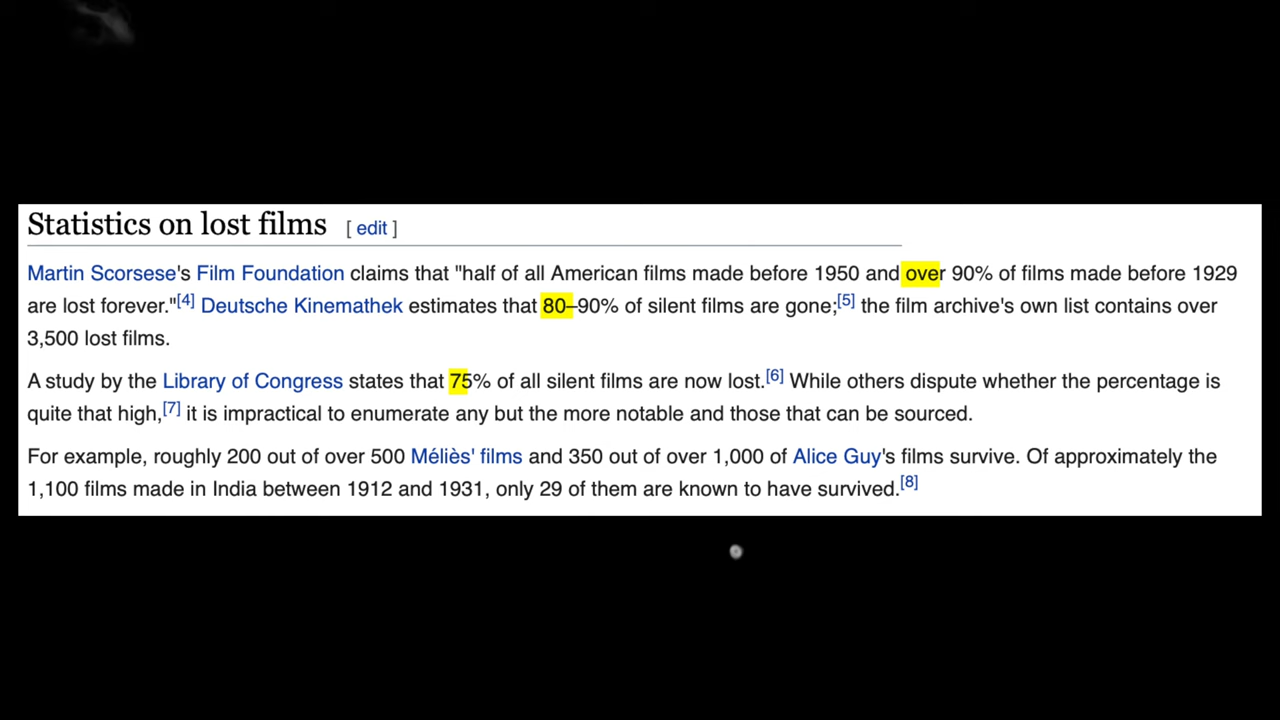 Statistics on lost films [ edit ]
Martin Scorsese's Film Foundation claims that "half of all American films made before 1950 and over 90% of films made before 1929
are lost forever."[4] Deutsche Kinemathek estimates that 80–90% of silent films are gone;[5] the film archive's own list contains over
3,500 lost films.
A study by the Library of Congress states that 75% of all silent films are now lost.[6] While others dispute whether the percentage is
quite that high,[7] it is impractical to enumerate any but the more notable and those that can be sourced.
For example, roughly 200 out of over 500 Méliès' films and 350 out of over 1,000 of Alice Guy's films survive. Of approximately the
1,100 films made in India between 1912 and 1931, only 29 of them are known to have survived.[8]